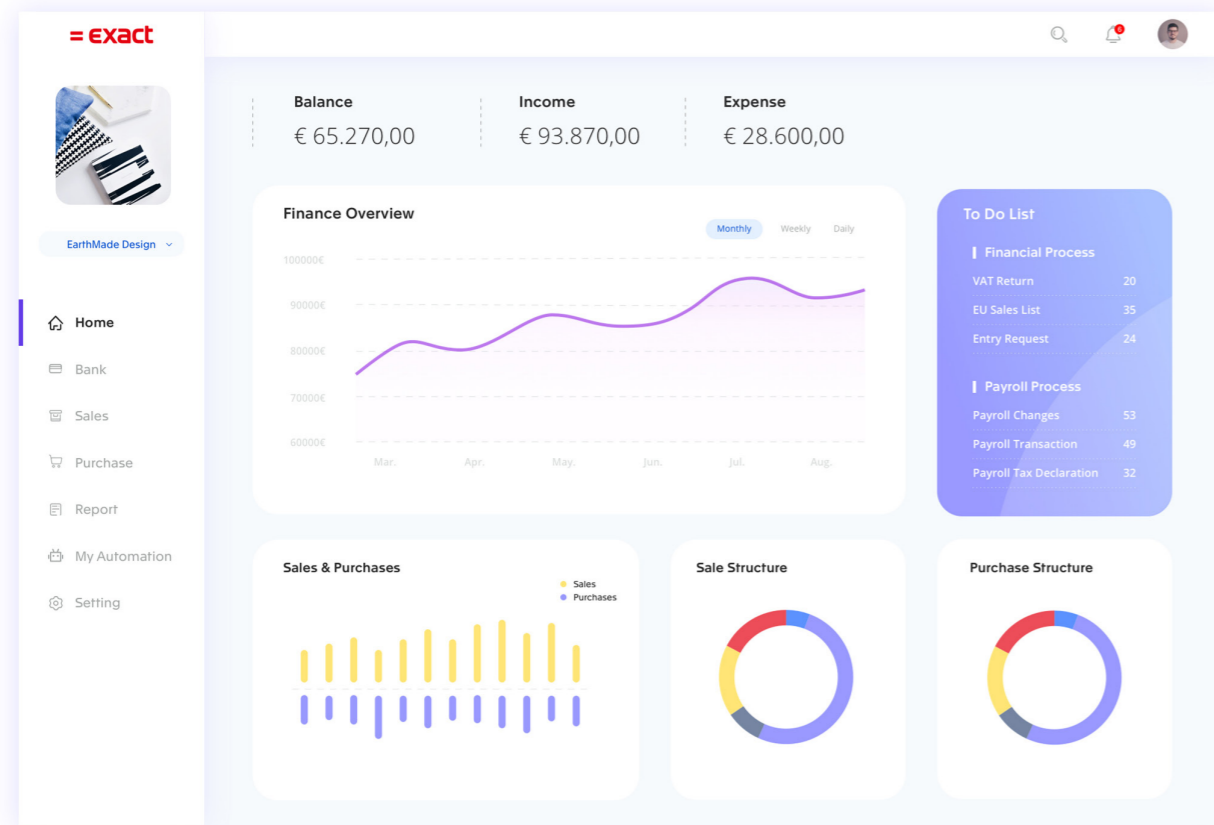 = exact
6
EarthMade Design
Home
Bank
Sales
Purchase
Report
My Automation
Setting
Balance
€ 65.270,00
Income
€ 93.870,00
Expense
€ 28.600,00
Finance Overview
Monthly Weekly Daily
100000€
90000€
80000€
70000€
60000€
Mar. Apr. May. Jun. Jul. Aug.
To Do List
Financial Process
VAT Return 20
EU Sales List 35
Entry Request 24
Payroll Process
Payroll Changes 53
Payroll Transaction 49
Payroll Tax Declaration 32
Sales & Purchases
Sales
Purchases
Sale Structure
Purchase Structure